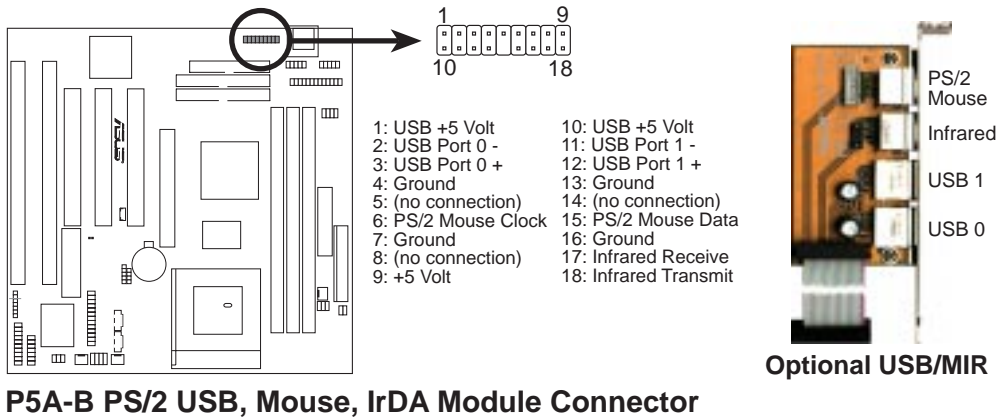 1 9
10 18
1: USB +5 Volt
2: USB Port 0 -
3: USB Port 0 +
4: Ground
5: (no connection)
6: PS/2 Mouse Clock
7: Ground
8: (no connection)
9: +5 Volt
10: USB +5 Volt
11: USB Port 1 -
12: USB Port 1 +
13: Ground
14: (no connection)
15: PS/2 Mouse Data
16: Ground
17: Infrared Receive
18: Infrared Transmit
PS/2
Mouse
Infrared
USB 1
USB 0
Optional USB/MIR
P5A-B PS/2 USB, Mouse, IrDA Module Connector
ASUS